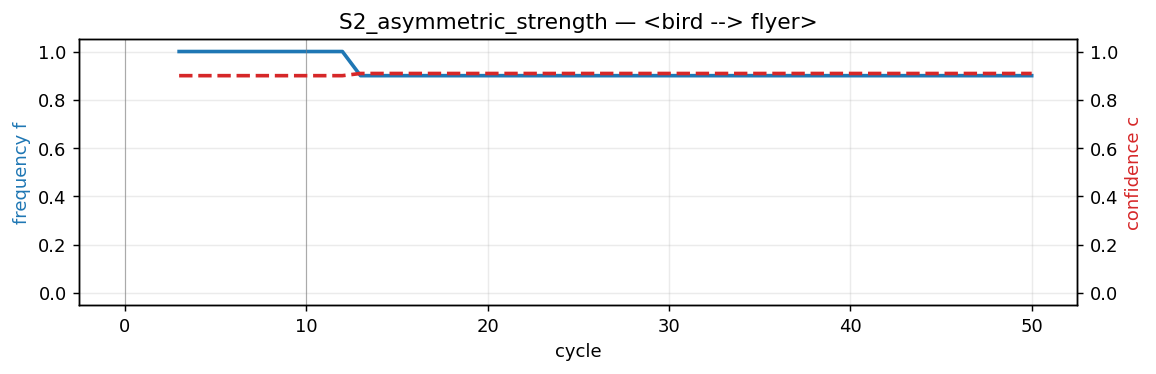 S2_asymmetric_strength — <bird --> flyer>
frequency f
1.0
0.8
0.6
0.4
0.2
0.0
1.0
0.8
0.6
0.4
0.2
0.0
confidence c
0 10 20 30 40 50
cycle